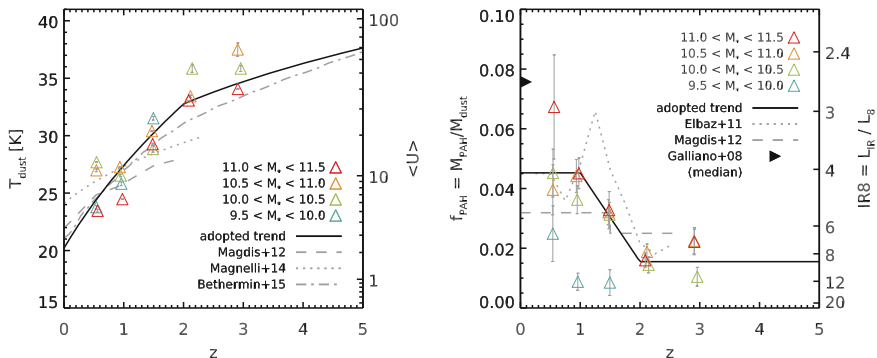 40
35
30
25
20
15
T_dust [K]
100
10
1
<U>
11.0 < M* < 11.5
10.5 < M* < 11.0
10.0 < M* < 10.5
9.5 < M* < 10.0
adopted trend
Magdis+12
Magnelli+14
Bethermin+15
0 1 2 3 4 5
z
0.10
0.08
0.06
0.04
0.02
0.00
f_PAH = M_PAH/M_dust
11.0 < M* < 11.5
10.5 < M* < 11.0
10.0 < M* < 10.5
9.5 < M* < 10.0
adopted trend
Elbaz+11
Magdis+12
Galliano+08
(median)
2.4
3
4
6
8
12
20
IR8 = L_IR / L_8
0 1 2 3 4 5
z